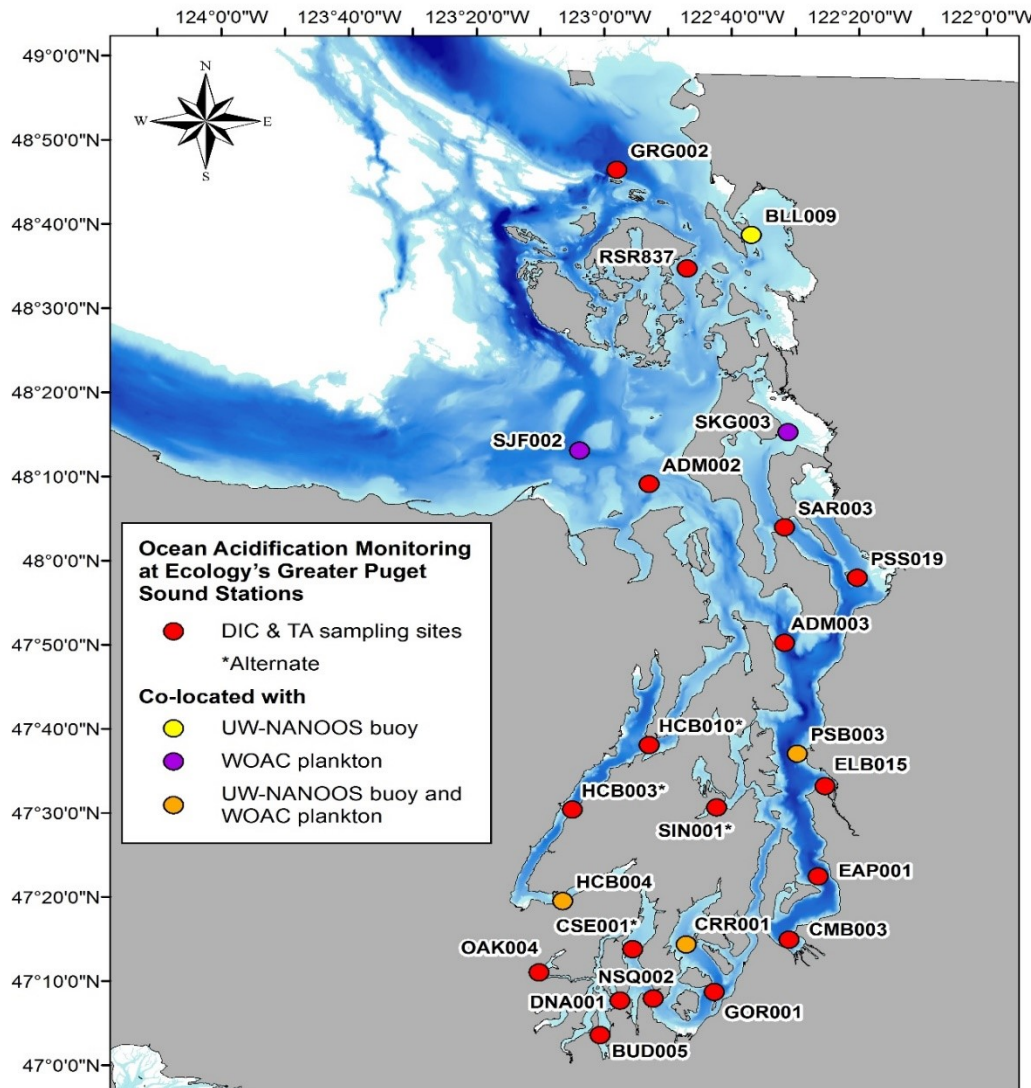 124°0'0"W 123°40'0"W 123°20'0"W 123°0'0"W 122°40'0"W 122°20'0"W 122°0'0"W
49°0'0"N
48°50'0"N
48°40'0"N
48°30'0"N
48°20'0"N
48°10'0"N
48°0'0"N
47°50'0"N
47°40'0"N
47°30'0"N
47°20'0"N
47°10'0"N
47°0'0"N
N
W E
S
GRG002
BLL009
RSR837
SKG003
SJF002
ADM002
SAR003
PSS019
ADM003
HCB010*
PSB003
ELB015
HCB003*
SIN001*
EAP001
HCB004
CSE001*
CRR001
CMB003
OAK004
NSQ002
DNA001
GOR001
BUD005
Ocean Acidification Monitoring
at Ecology's Greater Puget
Sound Stations
DIC & TA sampling sites
*Alternate
Co-located with
UW-NANOOS buoy
WOAC plankton
UW-NANOOS buoy and
WOAC plankton